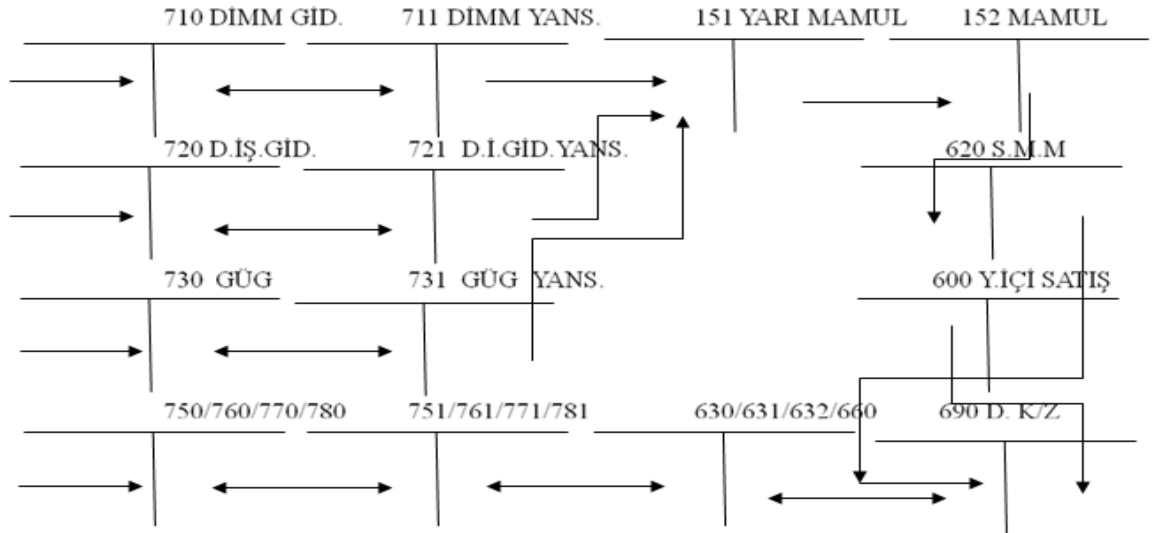 710 DİMM GİD. 711 DİMM YANS. 151 YARI MAMUL 152 MAMUL
720 D.İŞ.GİD. 721 D.İ.GİD.YANS. 620 S.M.M
730 GÜG 731 GÜG YANS. 600 Y.İÇİ SATIŞ
750/760/770/780 751/761/771/781 630/631/632/660 690 D. K/Z